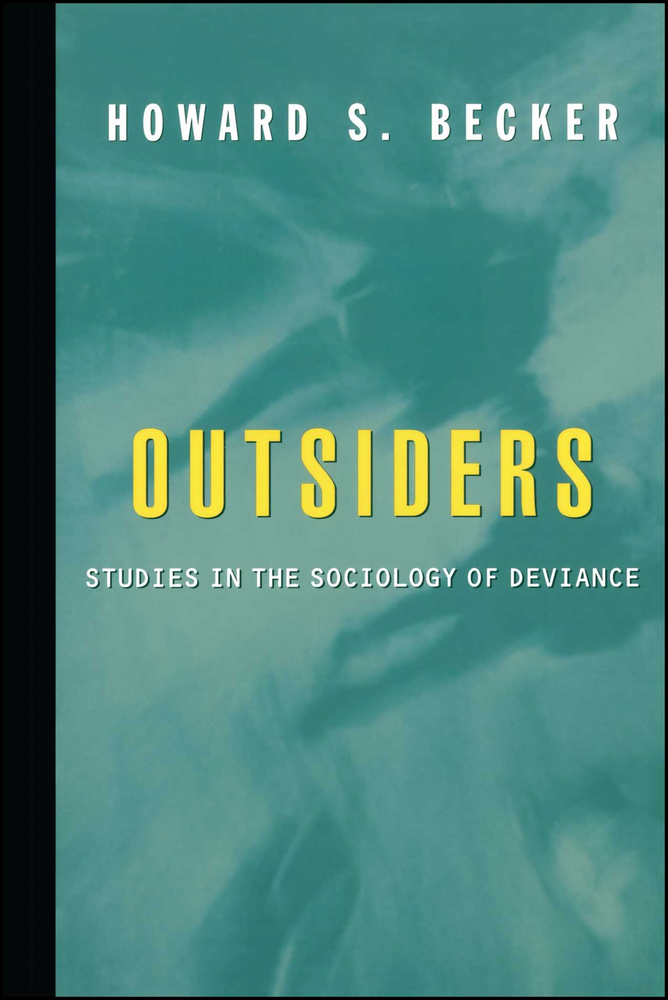 HOWARD S. BECKER
OUTSIDERS
STUDIES IN THE SOCIOLOGY OF DEVIANCE